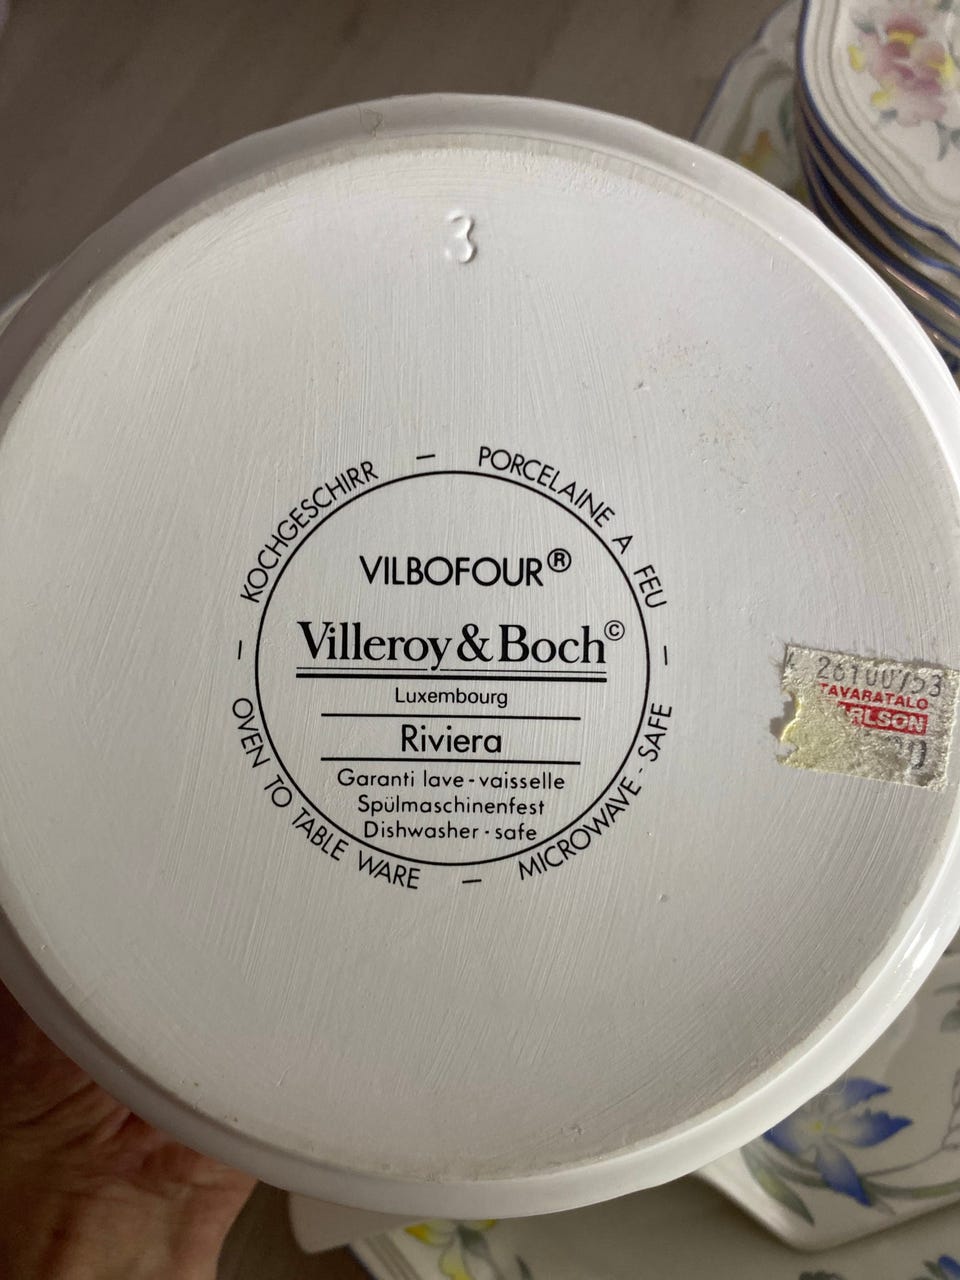 3
KOCHGESCHIRR — PORCELAINE A FEU — MICROWAVE-SAFE — OVEN TO TABLE WARE —
VILBOFOUR®
Villeroy & Boch©
Luxembourg
Riviera
Garanti lave-vaisselle
Spülmaschinenfest
Dishwasher-safe
TAVARATALO
RLSON